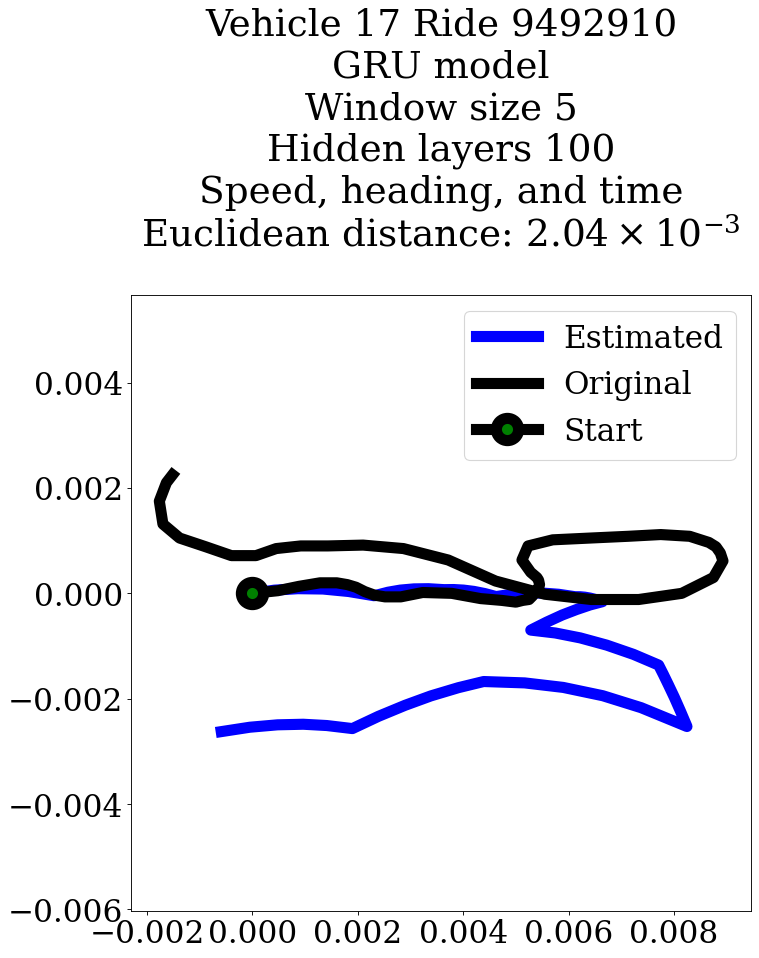 Vehicle 17 Ride 9492910
GRU model
Window size 5
Hidden layers 100
Speed, heading, and time
Euclidean distance: 2.04 × 10⁻³
Estimated
Original
Start
0.004
0.002
0.000
−0.002
−0.004
−0.006
−0.002 0.000 0.002 0.004 0.006 0.008